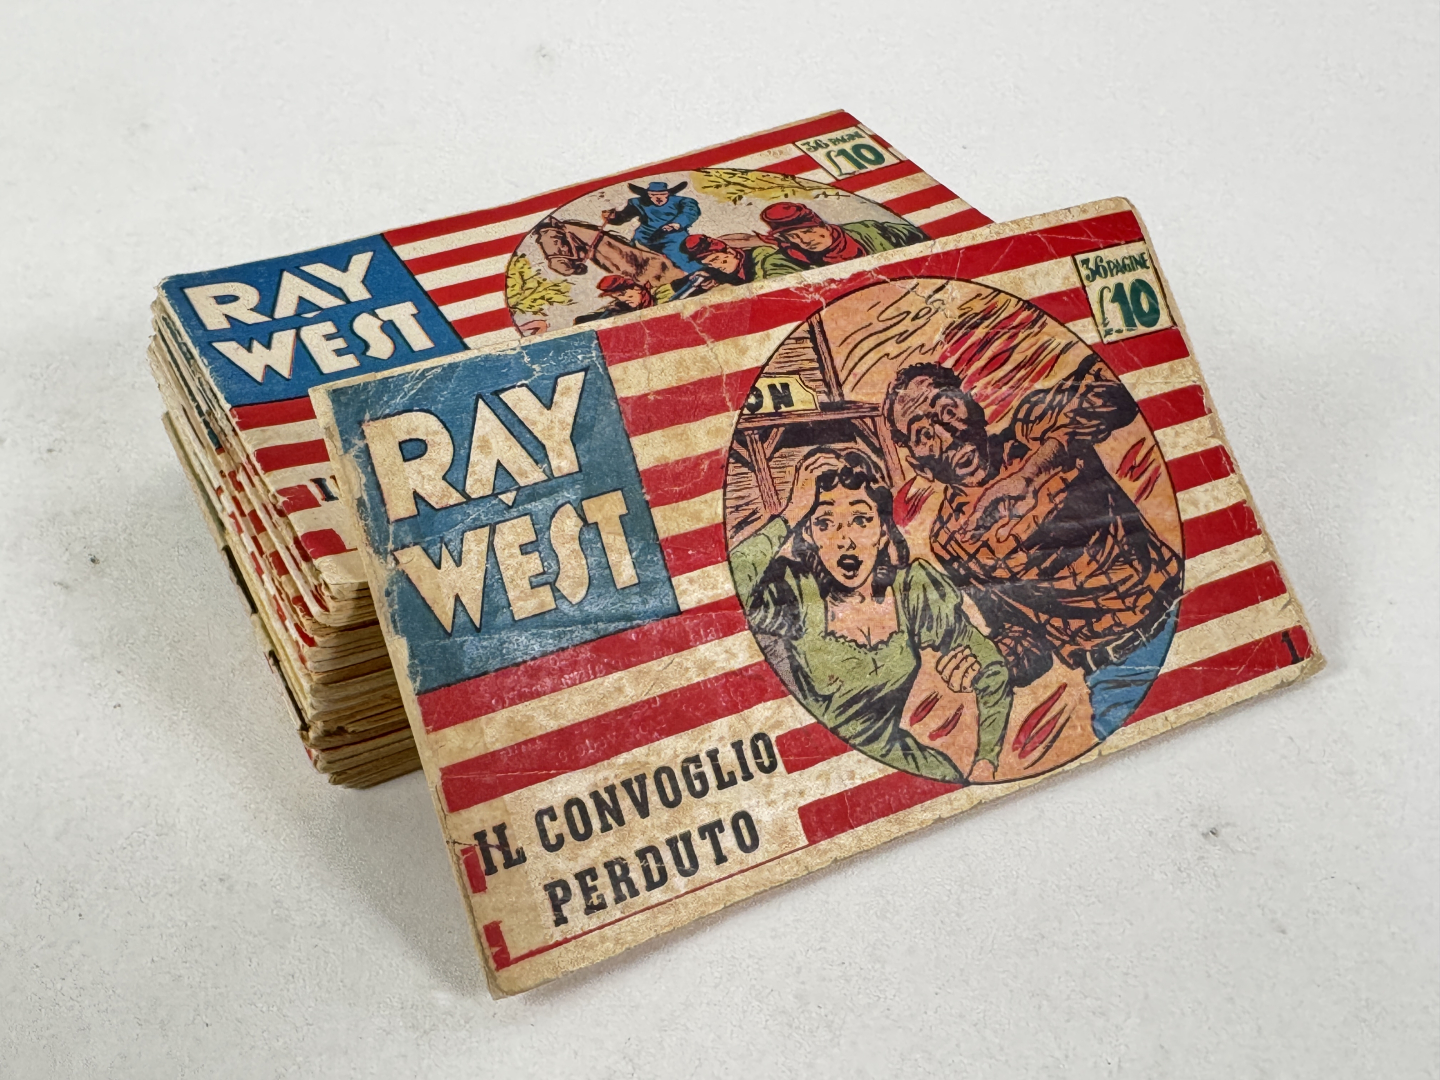 RAY
WEST
36 PAGINE
£10
RAY
WEST
36 PAGINE
£10
ON
IL CONVOGLIO
PERDUTO
1